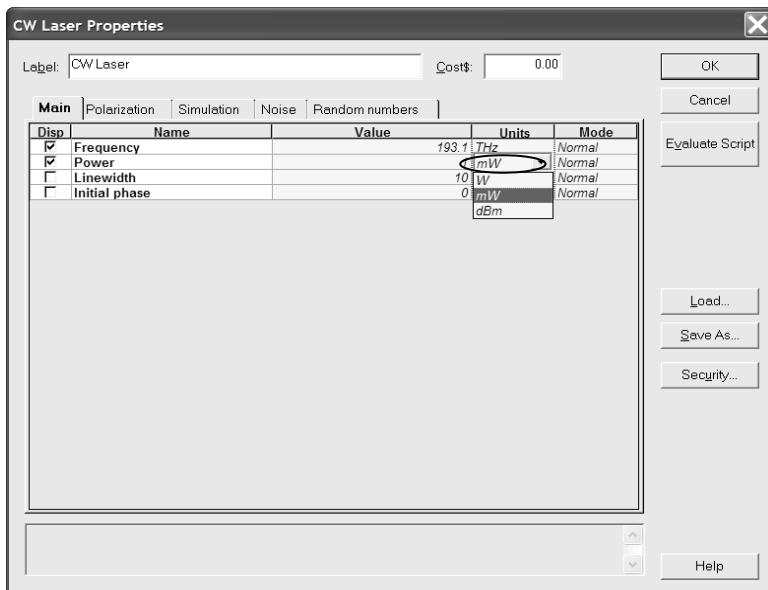 CW Laser Properties
Label: CW Laser Cost$: 0.00
OK
Cancel
Evaluate Script
Main Polarization Simulation Noise Random numbers
Disp Name Value Units Mode
Frequency 193.1 THz Normal
Power mW Normal
Linewidth 10 W Normal
Initial phase 0 mW Normal
dBm
Load...
Save As...
Security...
Help